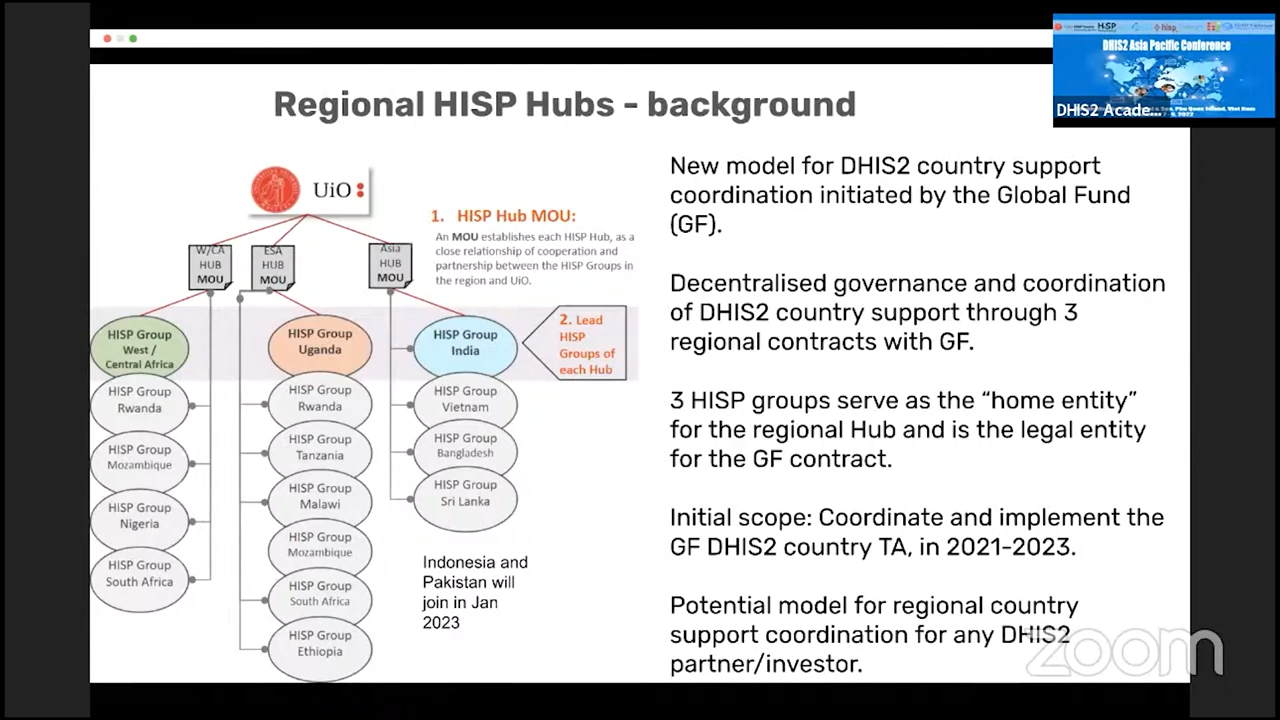 Regional HISP Hubs - background
HISP
hisp
DHIS2 Asia Pacific Conference
DHIS2 Acade...
UiO
W/CA
HUB
MOU
ESA
HUB
MOU
Asia
HUB
MOU
1. HISP Hub MOU:
An MOU establishes each HISP Hub, as a
close relationship of cooperation and
partnership between the HISP Groups in
the region and UiO.
2. Lead
HISP
Groups of
each Hub
HISP Group
West /
Central Africa
HISP Group
Rwanda
HISP Group
Mozambique
HISP Group
Nigeria
HISP Group
South Africa
HISP Group
Uganda
HISP Group
Rwanda
HISP Group
Tanzania
HISP Group
Malawi
HISP Group
Mozambique
HISP Group
South Africa
HISP Group
Ethiopia
HISP Group
India
HISP Group
Vietnam
HISP Group
Bangladesh
HISP Group
Sri Lanka
Indonesia and
Pakistan will
join in Jan
2023
New model for DHIS2 country support
coordination initiated by the Global Fund
(GF).
Decentralised governance and coordination
of DHIS2 country support through 3
regional contracts with GF.
3 HISP groups serve as the “home entity”
for the regional Hub and is the legal entity
for the GF contract.
Initial scope: Coordinate and implement the
GF DHIS2 country TA, in 2021-2023.
Potential model for regional country
support coordination for any DHIS2
partner/investor.
zoom